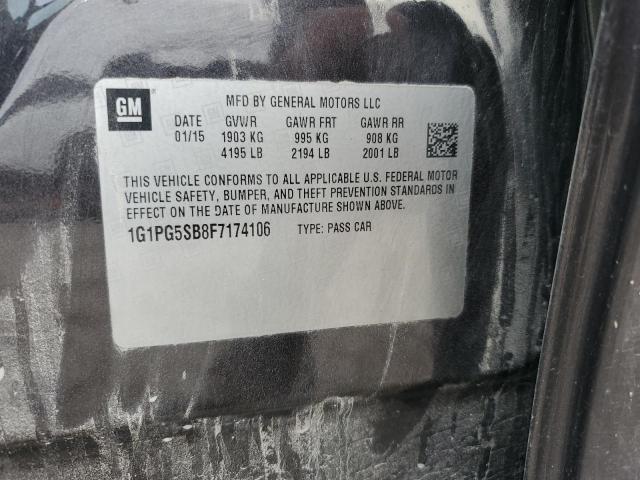 GM
MFD BY GENERAL MOTORS LLC
DATE GVWR GAWR FRT GAWR RR
01/15 1903 KG 995 KG 908 KG
4195 LB 2194 LB 2001 LB
THIS VEHICLE CONFORMS TO ALL APPLICABLE U.S. FEDERAL MOTOR
VEHICLE SAFETY, BUMPER, AND THEFT PREVENTION STANDARDS IN
EFFECT ON THE DATE OF MANUFACTURE SHOWN ABOVE.
1G1PG5SB8F7174106 TYPE: PASS CAR